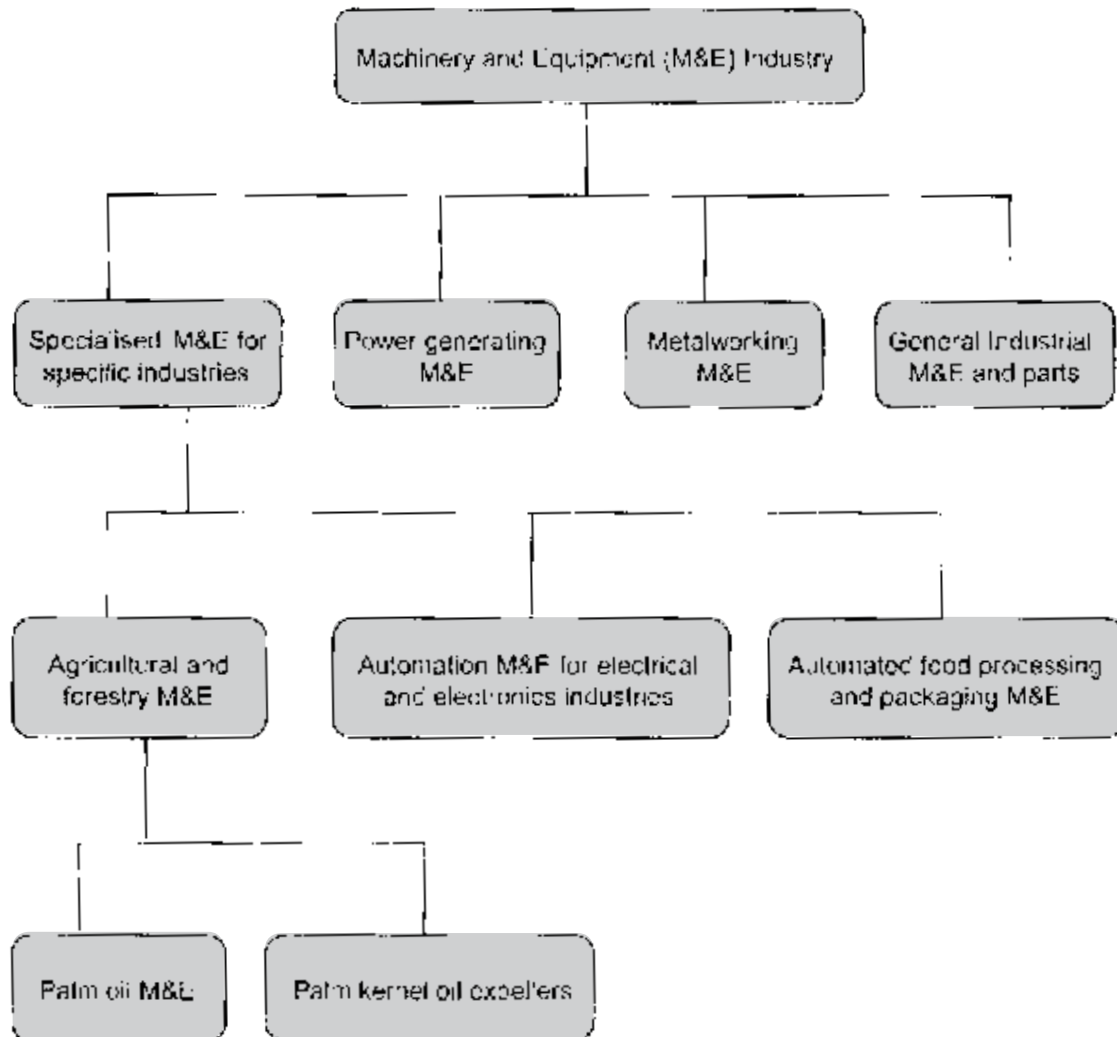 Machinery and Equipment (M&E) Industry
Specialised M&E for
specific industries
Power generating
M&E
Metalworking
M&E
General Industrial
M&E and parts
Agricultural and
forestry M&E
Automation M&E for electrical
and electronics industries
Automated food processing
and packaging M&E
Palm oil M&E
Palm kernel oil expellers